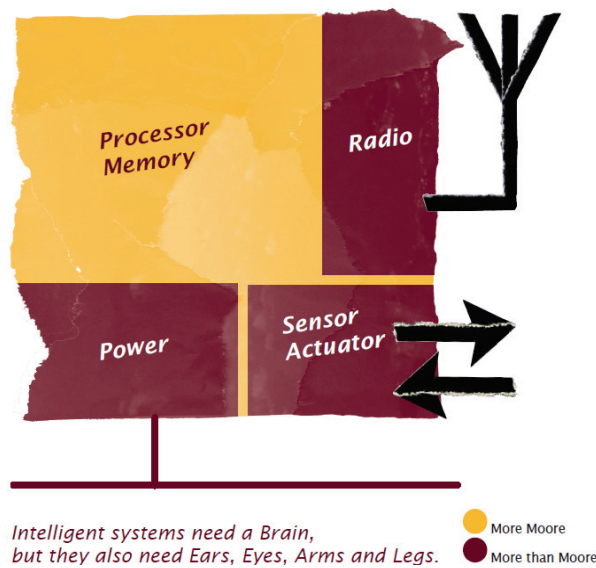 Processor
Memory
Radio
Power
Sensor
Actuator
Intelligent systems need a Brain,
but they also need Ears, Eyes, Arms and Legs.
More Moore
More than Moore